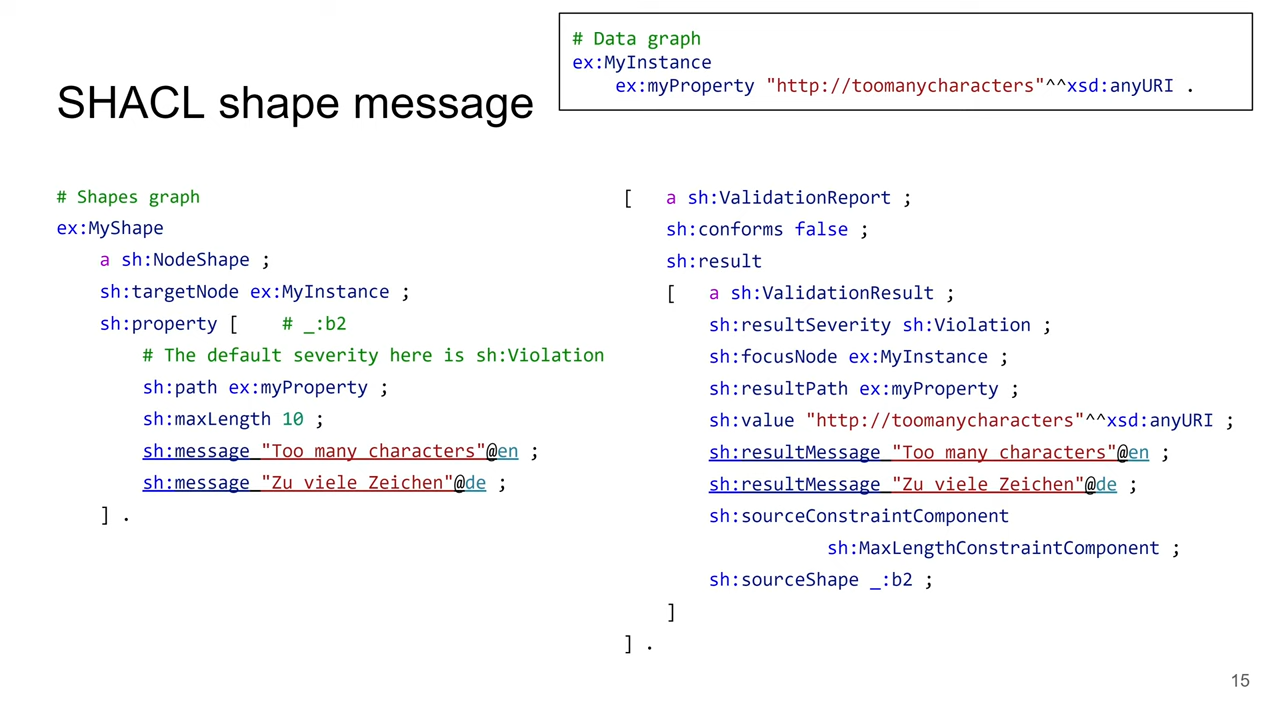 # Data graph
ex:MyInstance
    ex:myProperty "http://toomanycharacters"^^xsd:anyURI .
SHACL shape message
# Shapes graph
ex:MyShape
    a sh:NodeShape ;
    sh:targetNode ex:MyInstance ;
    sh:property [    # _:b2
        # The default severity here is sh:Violation
        sh:path ex:myProperty ;
        sh:maxLength 10 ;
        sh:message "Too many characters"@en ;
        sh:message "Zu viele Zeichen"@de ;
    ] .
[   a sh:ValidationReport ;
    sh:conforms false ;
    sh:result
    [   a sh:ValidationResult ;
        sh:resultSeverity sh:Violation ;
        sh:focusNode ex:MyInstance ;
        sh:resultPath ex:myProperty ;
        sh:value "http://toomanycharacters"^^xsd:anyURI ;
        sh:resultMessage "Too many characters"@en ;
        sh:resultMessage "Zu viele Zeichen"@de ;
        sh:sourceConstraintComponent
                   sh:MaxLengthConstraintComponent ;
        sh:sourceShape _:b2 ;
    ]
] .
15